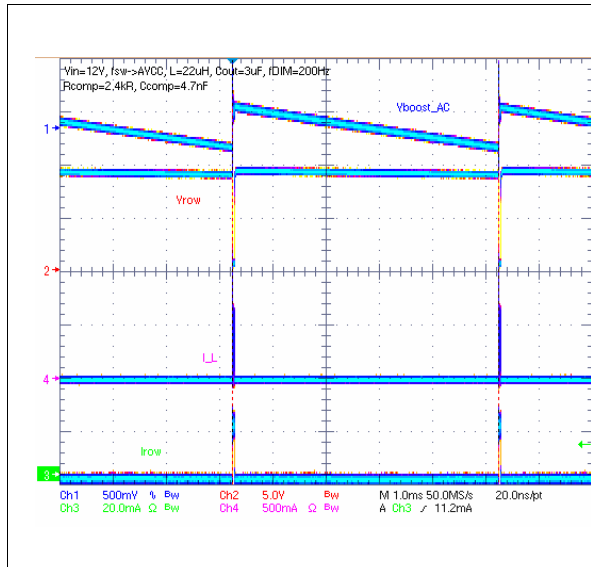 Vin=12V, fsw->AVCC, L=22uH, Cout=3uF, fDIM=200Hz
Rcomp=2.4kR, Ccomp=4.7nF
Vboost_AC
1
Vrow
2
I_L
4
Irow
3
Ch1 500mV % Bw Ch2 5.0V Bw M 1.0ms 50.0MS/s 20.0ns/pt
Ch3 20.0mA Ω Bw Ch4 500mA Ω Bw A Ch3 ⌿ 11.2mA